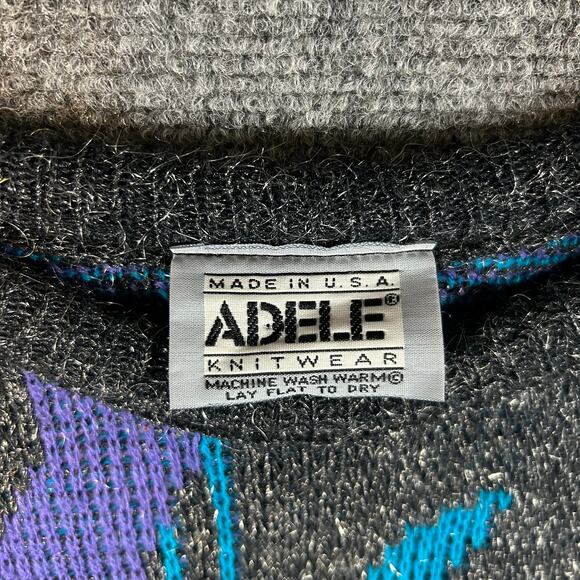 MADE IN U.S.A.
ADELE®
KNITWEAR
MACHINE WASH WARM©
LAY FLAT TO DRY